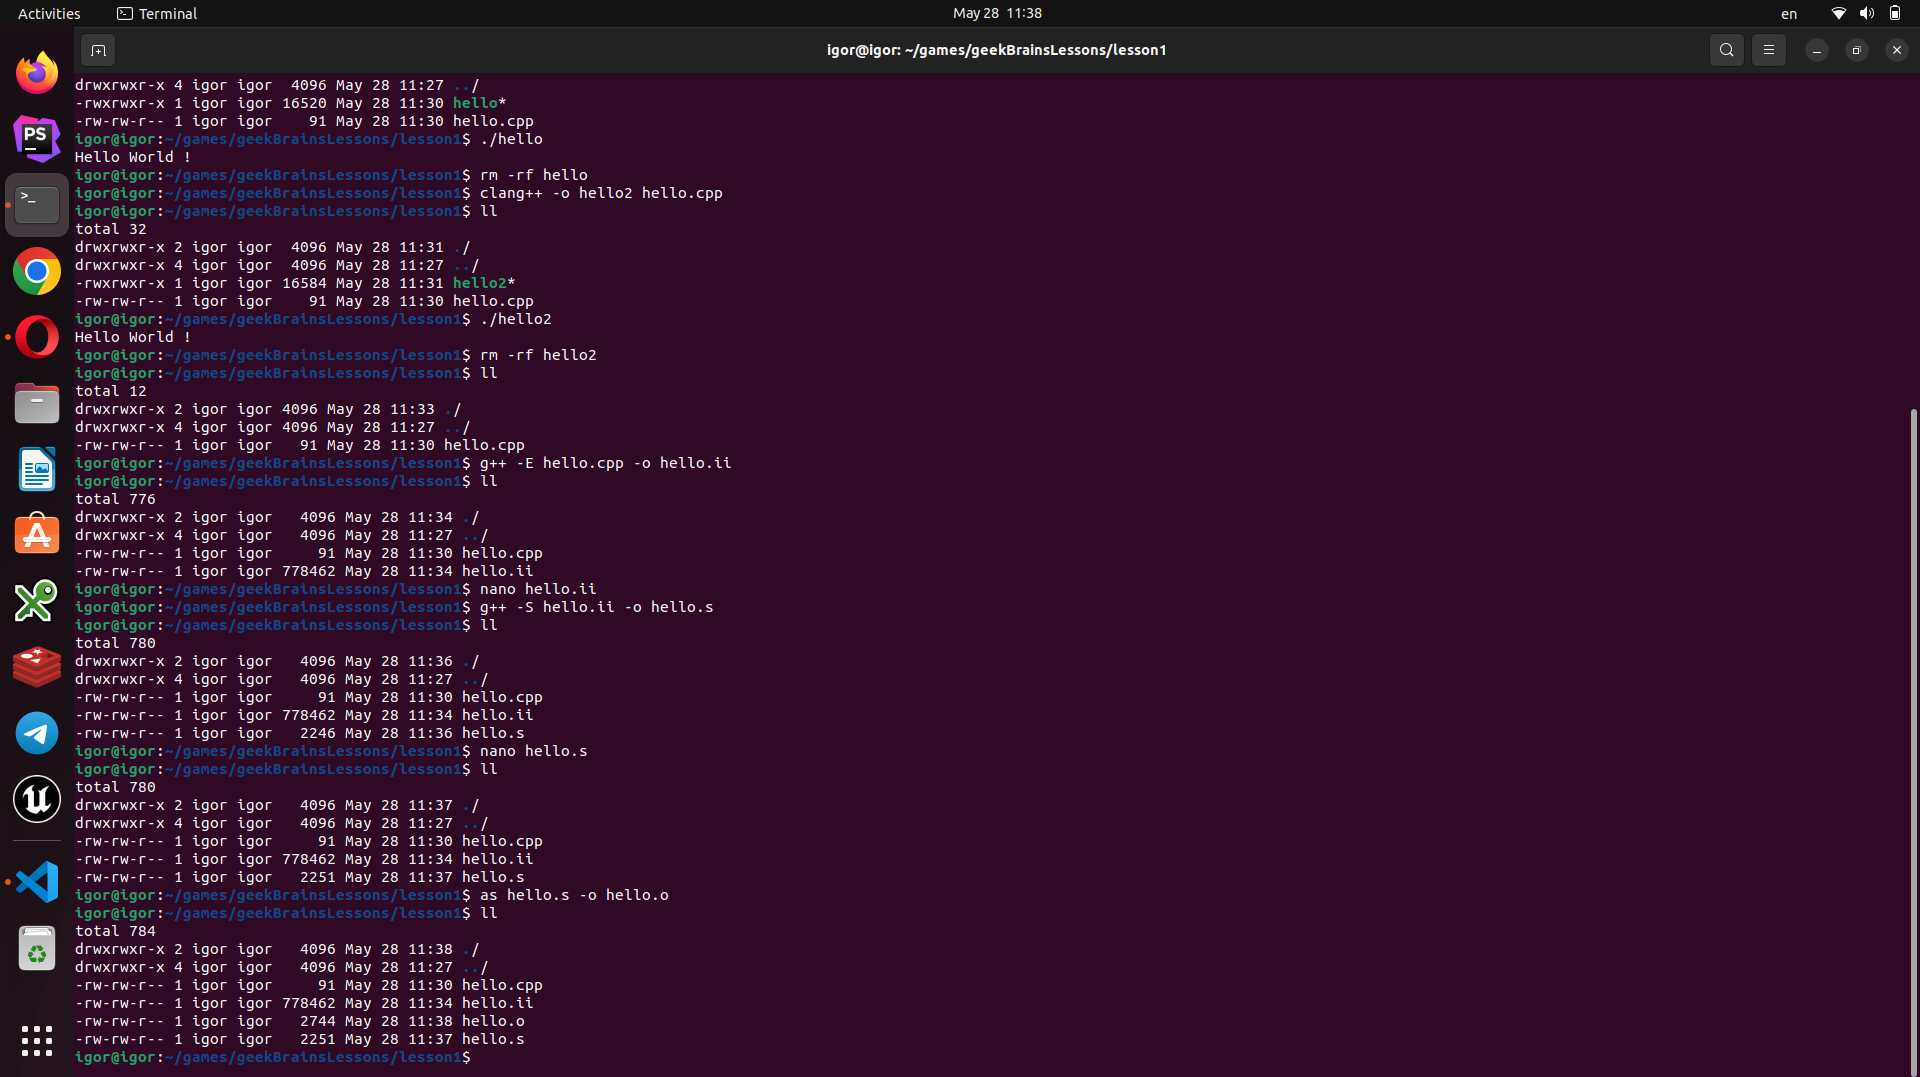 Activities Terminal May 28 11:38 en
igor@igor: ~/games/geekBrainsLessons/lesson1
drwxrwxr-x 4 igor igor  4096 May 28 11:27 ../
-rwxrwxr-x 1 igor igor 16520 May 28 11:30 hello*
-rw-rw-r-- 1 igor igor    91 May 28 11:30 hello.cpp
igor@igor:~/games/geekBrainsLessons/lesson1$ ./hello
Hello World !
igor@igor:~/games/geekBrainsLessons/lesson1$ rm -rf hello
igor@igor:~/games/geekBrainsLessons/lesson1$ clang++ -o hello2 hello.cpp
igor@igor:~/games/geekBrainsLessons/lesson1$ ll
total 32
drwxrwxr-x 2 igor igor  4096 May 28 11:31 ./
drwxrwxr-x 4 igor igor  4096 May 28 11:27 ../
-rwxrwxr-x 1 igor igor 16584 May 28 11:31 hello2*
-rw-rw-r-- 1 igor igor    91 May 28 11:30 hello.cpp
igor@igor:~/games/geekBrainsLessons/lesson1$ ./hello2
Hello World !
igor@igor:~/games/geekBrainsLessons/lesson1$ rm -rf hello2
igor@igor:~/games/geekBrainsLessons/lesson1$ ll
total 12
drwxrwxr-x 2 igor igor 4096 May 28 11:33 ./
drwxrwxr-x 4 igor igor 4096 May 28 11:27 ../
-rw-rw-r-- 1 igor igor   91 May 28 11:30 hello.cpp
igor@igor:~/games/geekBrainsLessons/lesson1$ g++ -E hello.cpp -o hello.ii
igor@igor:~/games/geekBrainsLessons/lesson1$ ll
total 776
drwxrwxr-x 2 igor igor   4096 May 28 11:34 ./
drwxrwxr-x 4 igor igor   4096 May 28 11:27 ../
-rw-rw-r-- 1 igor igor     91 May 28 11:30 hello.cpp
-rw-rw-r-- 1 igor igor 778462 May 28 11:34 hello.ii
igor@igor:~/games/geekBrainsLessons/lesson1$ nano hello.ii
igor@igor:~/games/geekBrainsLessons/lesson1$ g++ -S hello.ii -o hello.s
igor@igor:~/games/geekBrainsLessons/lesson1$ ll
total 780
drwxrwxr-x 2 igor igor   4096 May 28 11:36 ./
drwxrwxr-x 4 igor igor   4096 May 28 11:27 ../
-rw-rw-r-- 1 igor igor     91 May 28 11:30 hello.cpp
-rw-rw-r-- 1 igor igor 778462 May 28 11:34 hello.ii
-rw-rw-r-- 1 igor igor   2246 May 28 11:36 hello.s
igor@igor:~/games/geekBrainsLessons/lesson1$ nano hello.s
igor@igor:~/games/geekBrainsLessons/lesson1$ ll
total 780
drwxrwxr-x 2 igor igor   4096 May 28 11:37 ./
drwxrwxr-x 4 igor igor   4096 May 28 11:27 ../
-rw-rw-r-- 1 igor igor     91 May 28 11:30 hello.cpp
-rw-rw-r-- 1 igor igor 778462 May 28 11:34 hello.ii
-rw-rw-r-- 1 igor igor   2251 May 28 11:37 hello.s
igor@igor:~/games/geekBrainsLessons/lesson1$ as hello.s -o hello.o
igor@igor:~/games/geekBrainsLessons/lesson1$ ll
total 784
drwxrwxr-x 2 igor igor   4096 May 28 11:38 ./
drwxrwxr-x 4 igor igor   4096 May 28 11:27 ../
-rw-rw-r-- 1 igor igor     91 May 28 11:30 hello.cpp
-rw-rw-r-- 1 igor igor 778462 May 28 11:34 hello.ii
-rw-rw-r-- 1 igor igor   2744 May 28 11:38 hello.o
-rw-rw-r-- 1 igor igor   2251 May 28 11:37 hello.s
igor@igor:~/games/geekBrainsLessons/lesson1$
PS